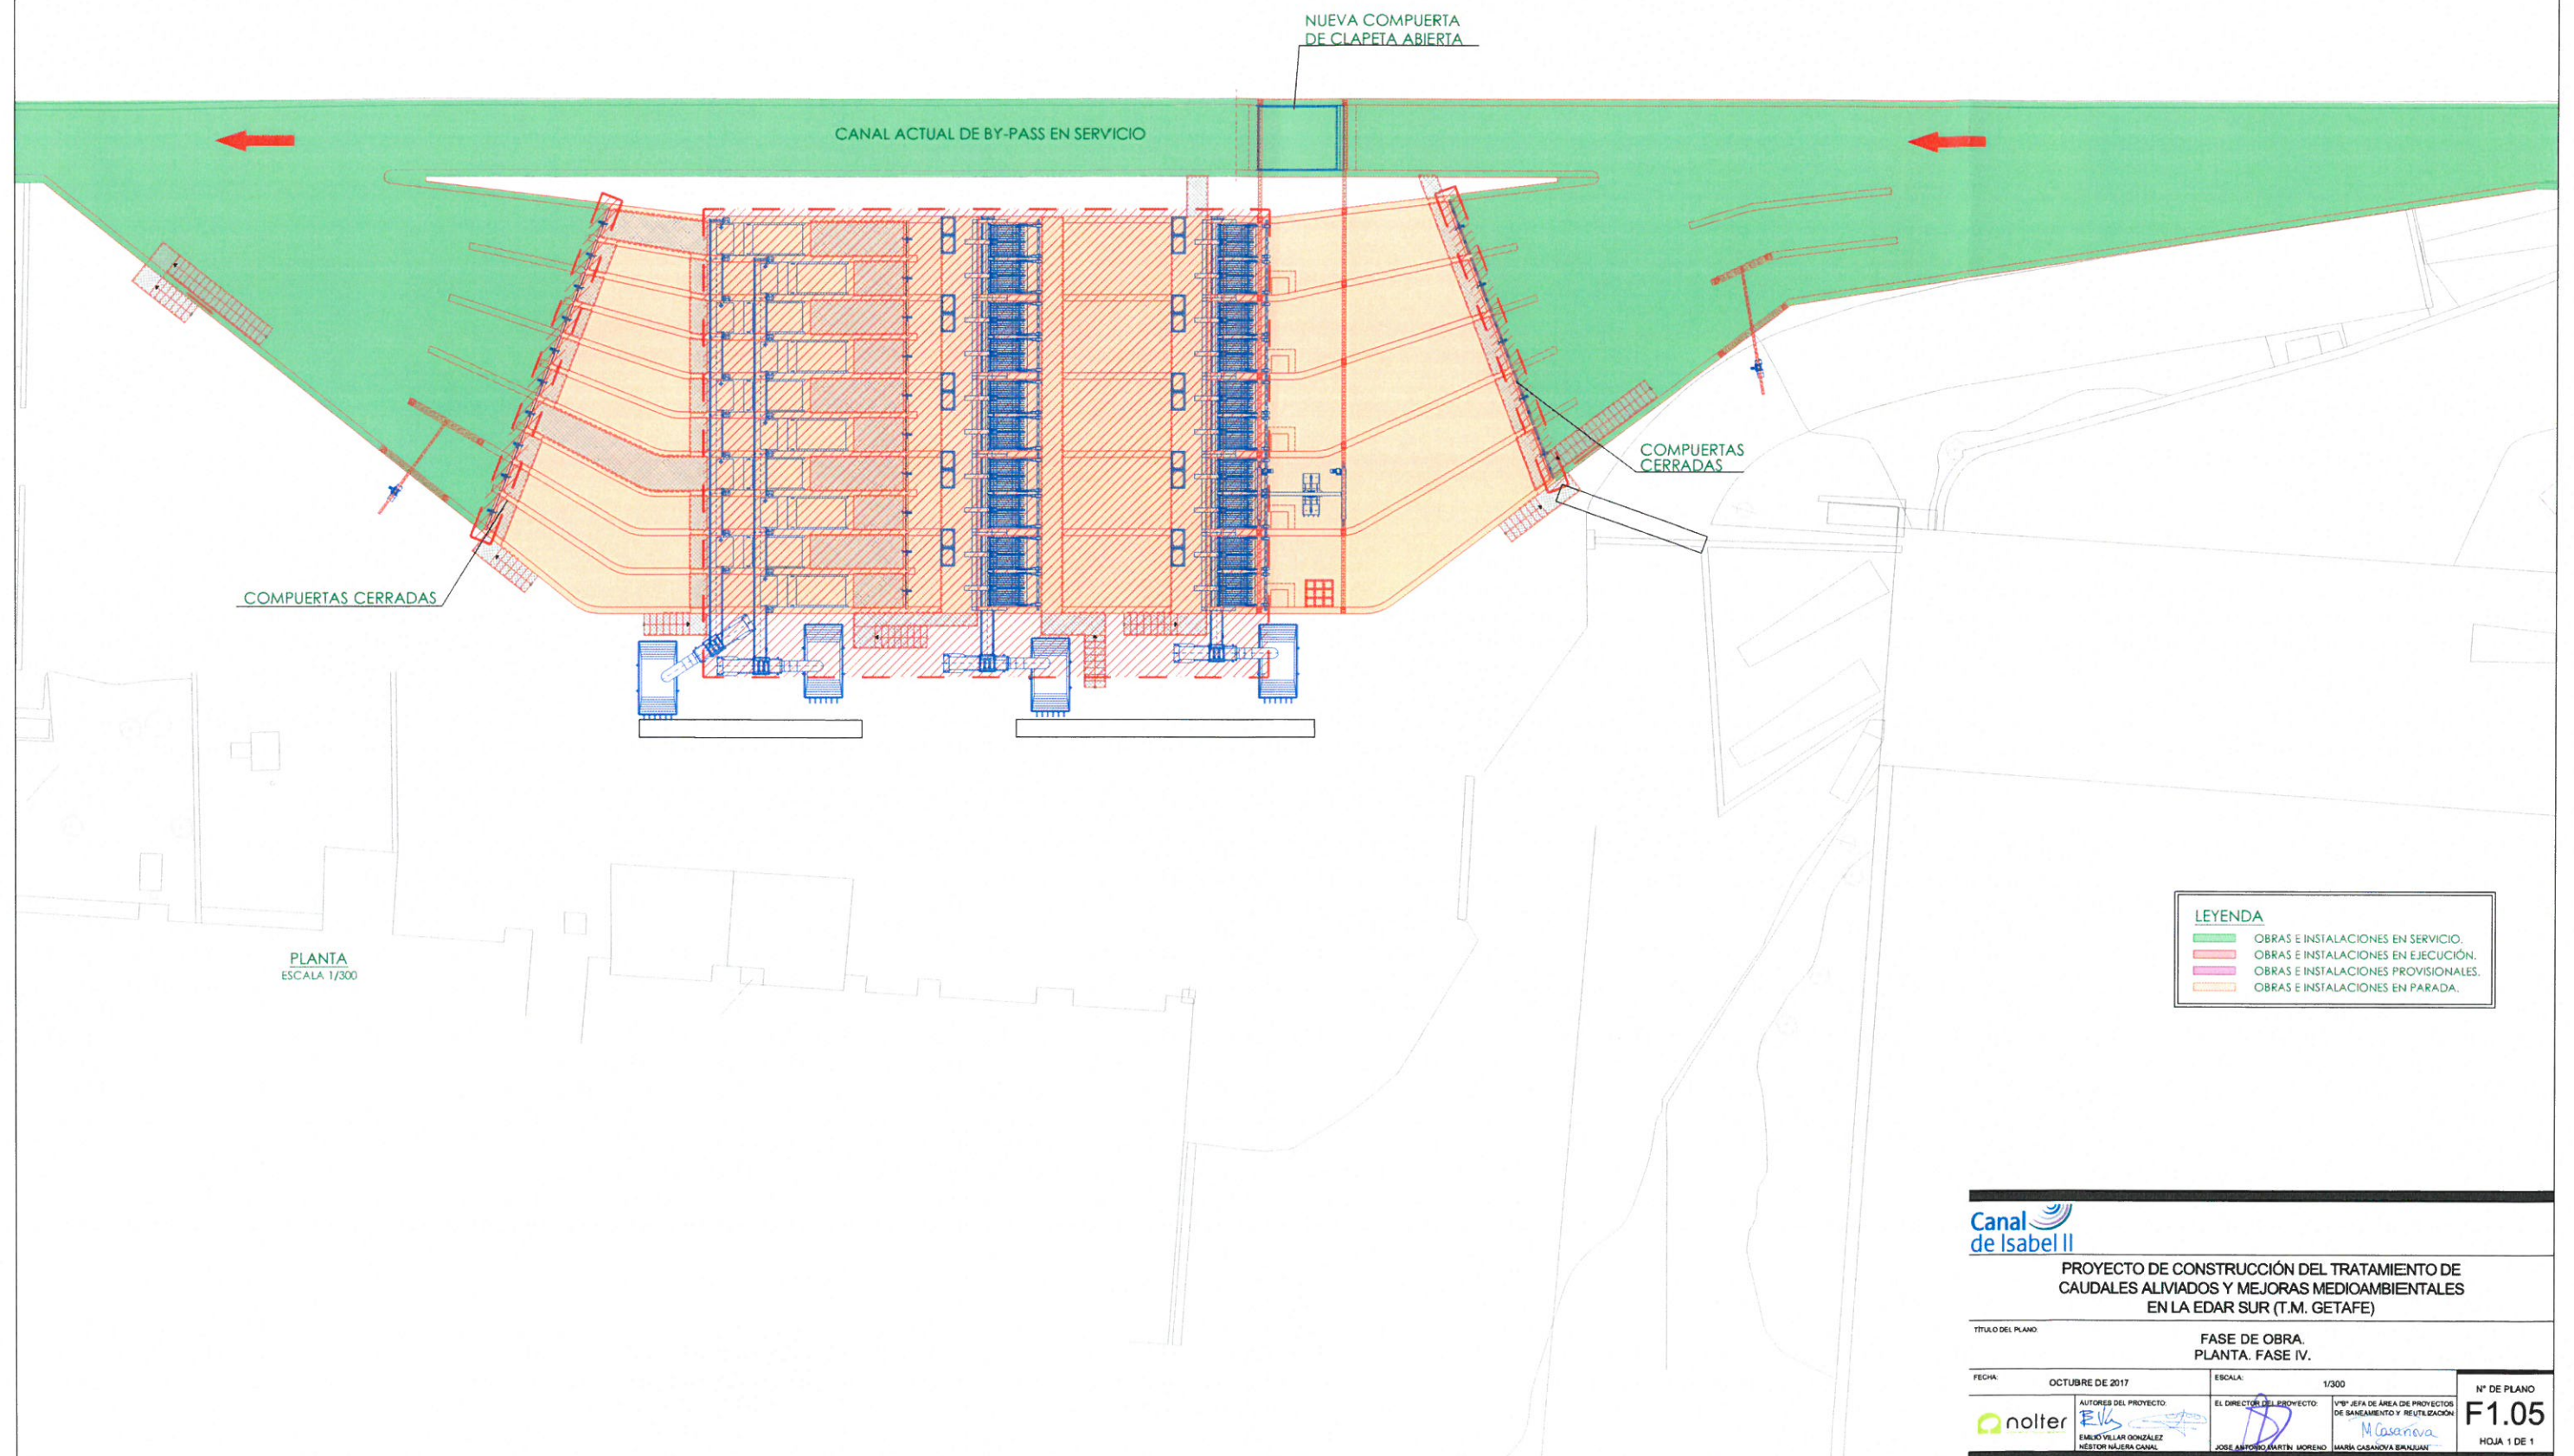 NUEVA COMPUERTA
DE CLAPETA ABIERTA
CANAL ACTUAL DE BY-PASS EN SERVICIO
COMPUERTAS
CERRADAS
COMPUERTAS CERRADAS
PLANTA
ESCALA 1/300
LEYENDA
OBRAS E INSTALACIONES EN SERVICIO.
OBRAS E INSTALACIONES EN EJECUCIÓN.
OBRAS E INSTALACIONES PROVISIONALES.
OBRAS E INSTALACIONES EN PARADA.
Canal
de Isabel II
PROYECTO DE CONSTRUCCIÓN DEL TRATAMIENTO DE
CAUDALES ALIVIADOS Y MEJORAS MEDIOAMBIENTALES
EN LA EDAR SUR (T.M. GETAFE)
TÍTULO DEL PLANO:
FASE DE OBRA.
PLANTA. FASE IV.
FECHA:
OCTUBRE DE 2017
ESCALA:
1/300
Nº DE PLANO
F1.05
HOJA 1 DE 1
nolter
AUTORES DEL PROYECTO:
EMILIO VILLAR GONZÁLEZ
NÉSTOR NÁJERA CANAL
EL DIRECTOR DEL PROYECTO:
JOSE ANTONIO MARTÍN MORENO
VºBº JEFA DE ÁREA DE PROYECTOS
DE SANEAMIENTO Y REUTILIZACIÓN
M Casanova
MARÍA CASANOVA SANJUAN